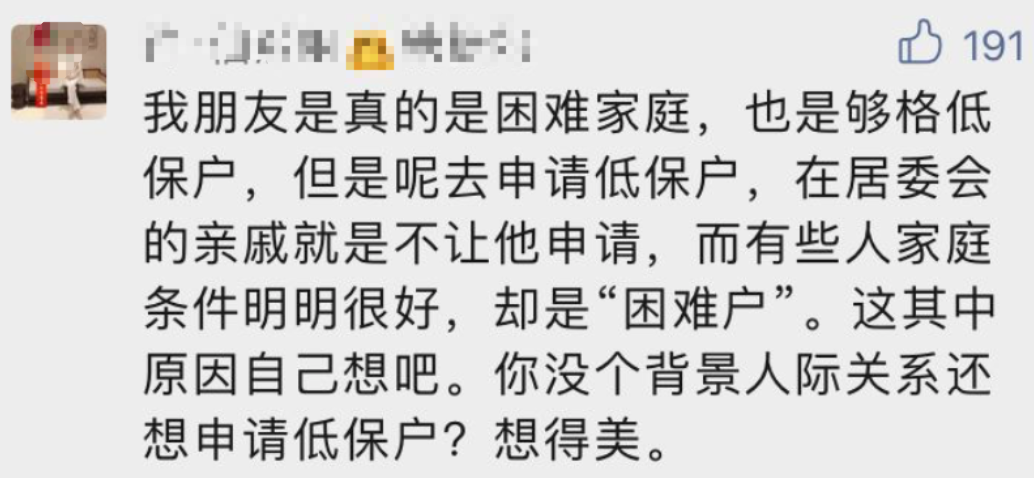 191
我朋友是真的是困难家庭，也是够格低
保户，但是呢去申请低保户，在居委会
的亲戚就是不让他申请，而有些人家庭
条件明明很好，却是“困难户”。这其中
原因自己想吧。你没个背景人际关系还
想申请低保户？想得美。